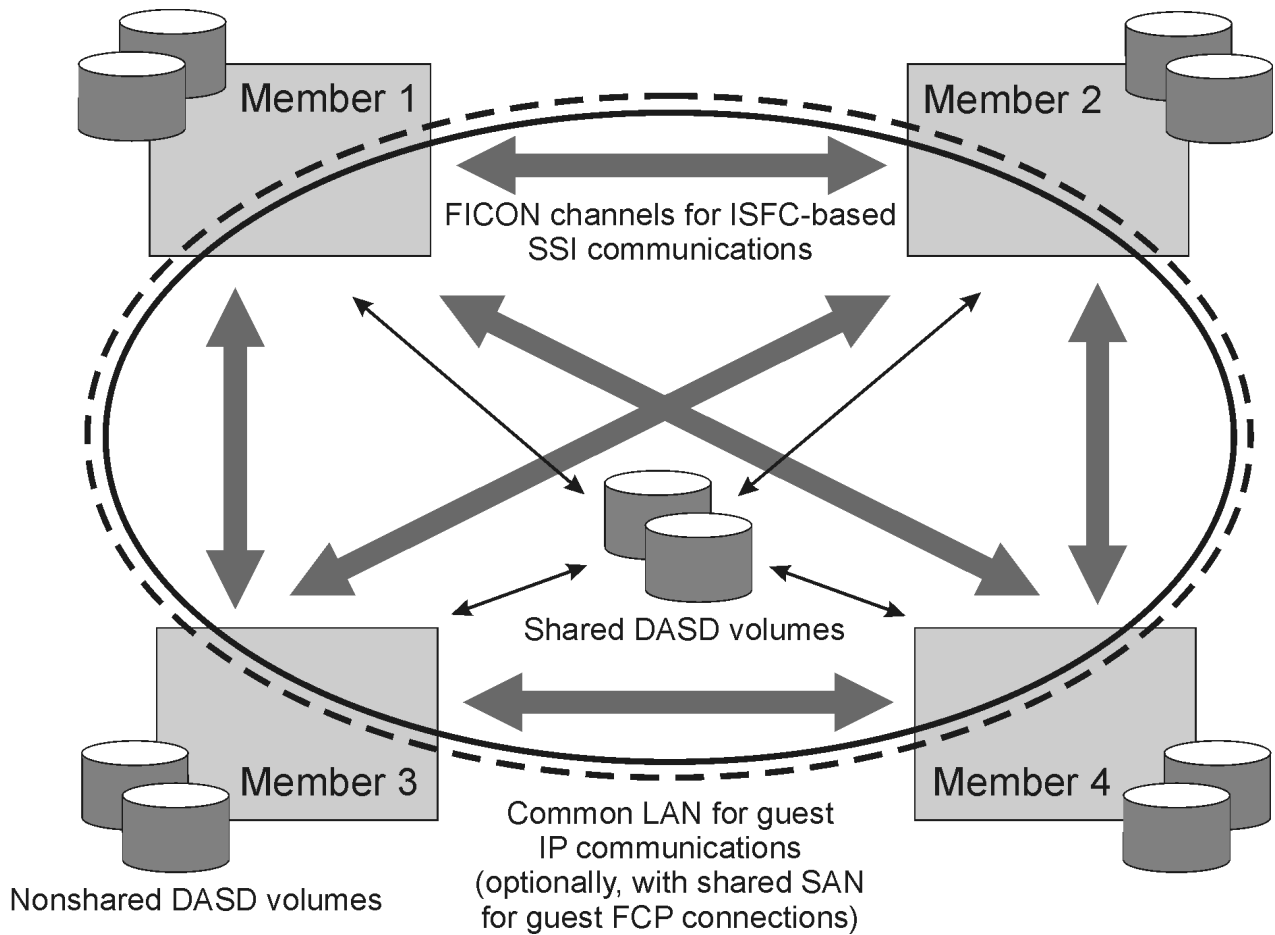 Member 1
Member 2
FICON channels for ISFC-based
SSI communications
Shared DASD volumes
Member 3
Member 4
Common LAN for guest
IP communications
(optionally, with shared SAN
for guest FCP connections)
Nonshared DASD volumes